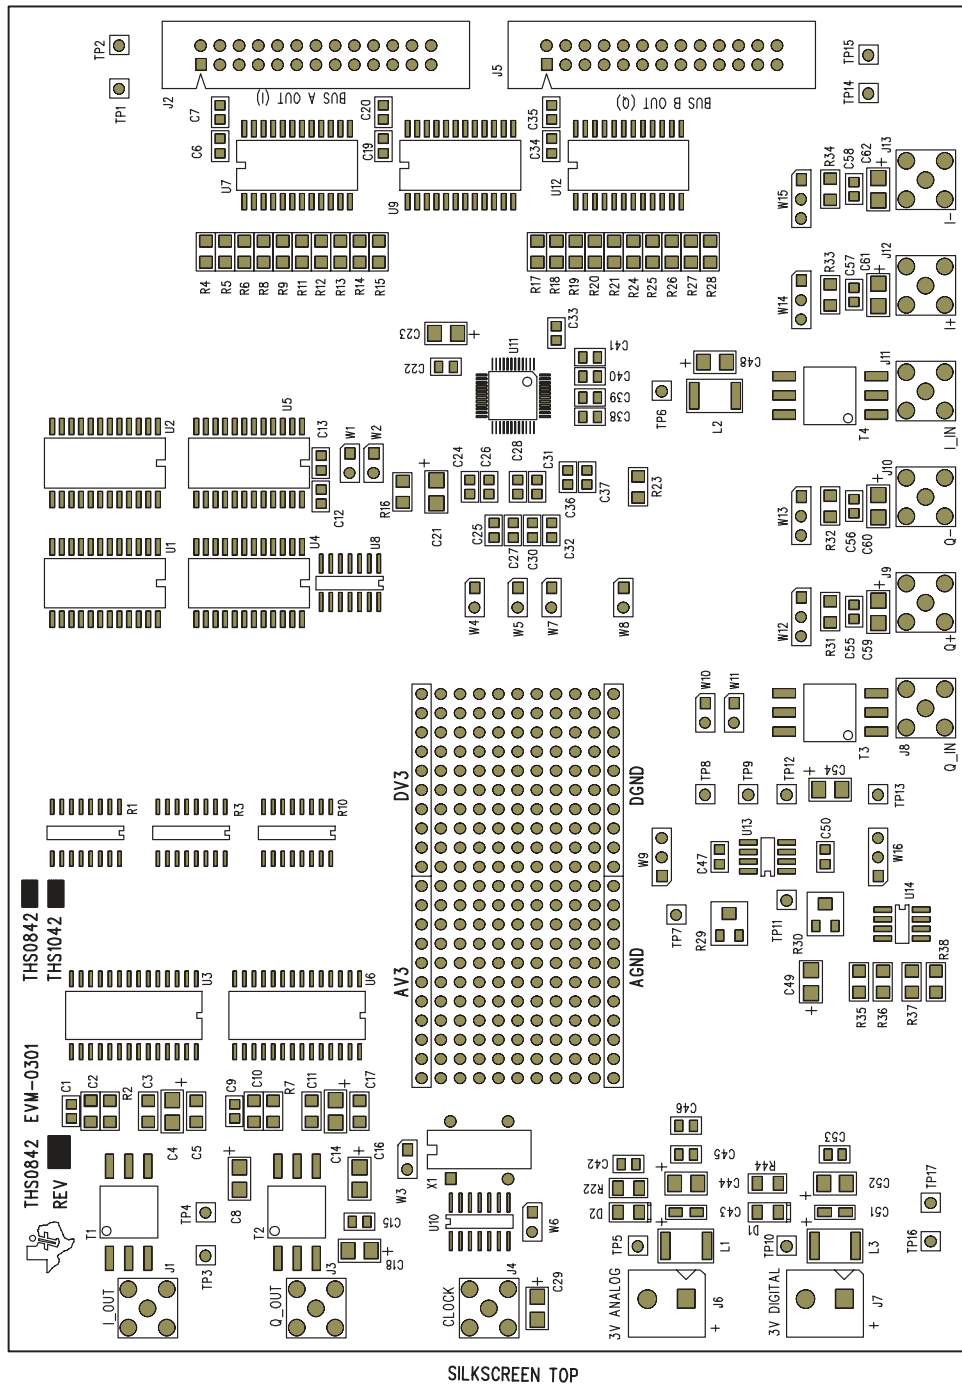 TP2
TP1
J2
BUS A OUT (I)
J5
BUS B OUT (Q)
TP15
TP14
C7
C6
C20
C19
C35
C34
U7
U9
U12
R34
C58
C62
J13
W15
I-
R4
R5
R6
R8
R9
R11
R12
R13
R14
R15
R17
R18
R19
R20
R21
R24
R25
R26
R27
R28
R33
C57
C61
J12
W14
I+
C23
C22
U11
C33
C41
C40
C39
C38
TP6
C48
L2
T4
J11
I_IN
U2
U5
C13
C12
W1
W2
R16
C21
C24
C26
C28
C31
C36
C37
R23
C25
C27
C30
C32
W13
R32
C56
C60
J10
Q-
U1
U4
U8
W4
W5
W7
W8
W12
R31
C55
C59
J9
Q+
W10
W11
T3
J8
Q_IN
DV3
DGND
TP8
TP9
TP12
C54
TP13
R1
R3
R10
W9
C47
U13
C50
W16
THS0842
THS1042
AV3
AGND
TP7
R29
TP11
R30
U14
U3
U6
C49
R35
R36
R37
R38
THS0842 EVM-0301
REV
C1
C2
R2
C3
C4
C5
C9
C10
R7
C11
C14
C17
C16
C8
T1
T2
TP4
TP3
C15
C18
W3
X1
U10
W6
C46
C45
C42
R22
D2
C44
C43
R44
D1
C53
C52
C51
TP17
TP16
TP5
L1
TP10
L3
I_OUT
J1
Q_OUT
J3
CLOCK
J4
C29
3V ANALOG
J6
+
3V DIGITAL
J7
+
SILKSCREEN TOP